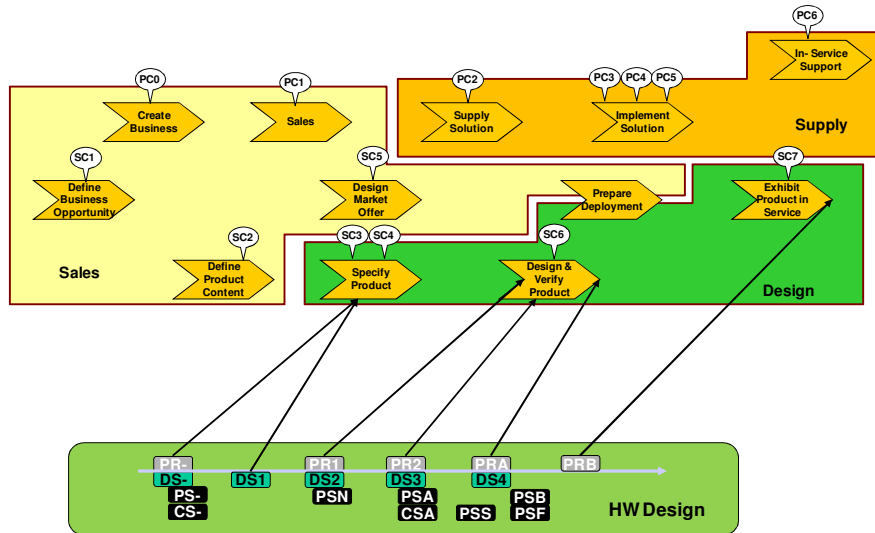 PC6
In- Service
Support
PC0
PC1
PC2
PC3
PC4
PC5
Create
Business
Sales
Supply
Solution
Implement
Solution
Supply
SC1
SC5
SC7
Define
Business
Opportunity
Design
Market
Offer
Prepare
Deployment
Exhibit
Product in
Service
SC2
SC3
SC4
SC6
Sales
Define
Product
Content
Specify
Product
Design &
Verify
Product
Design
PR-
PR1
PR2
PRA
PRB
DS-
DS1
DS2
DS3
DS4
PS-
PSN
PSA
PSB
CS-
CSA
PSS
PSF
HW Design